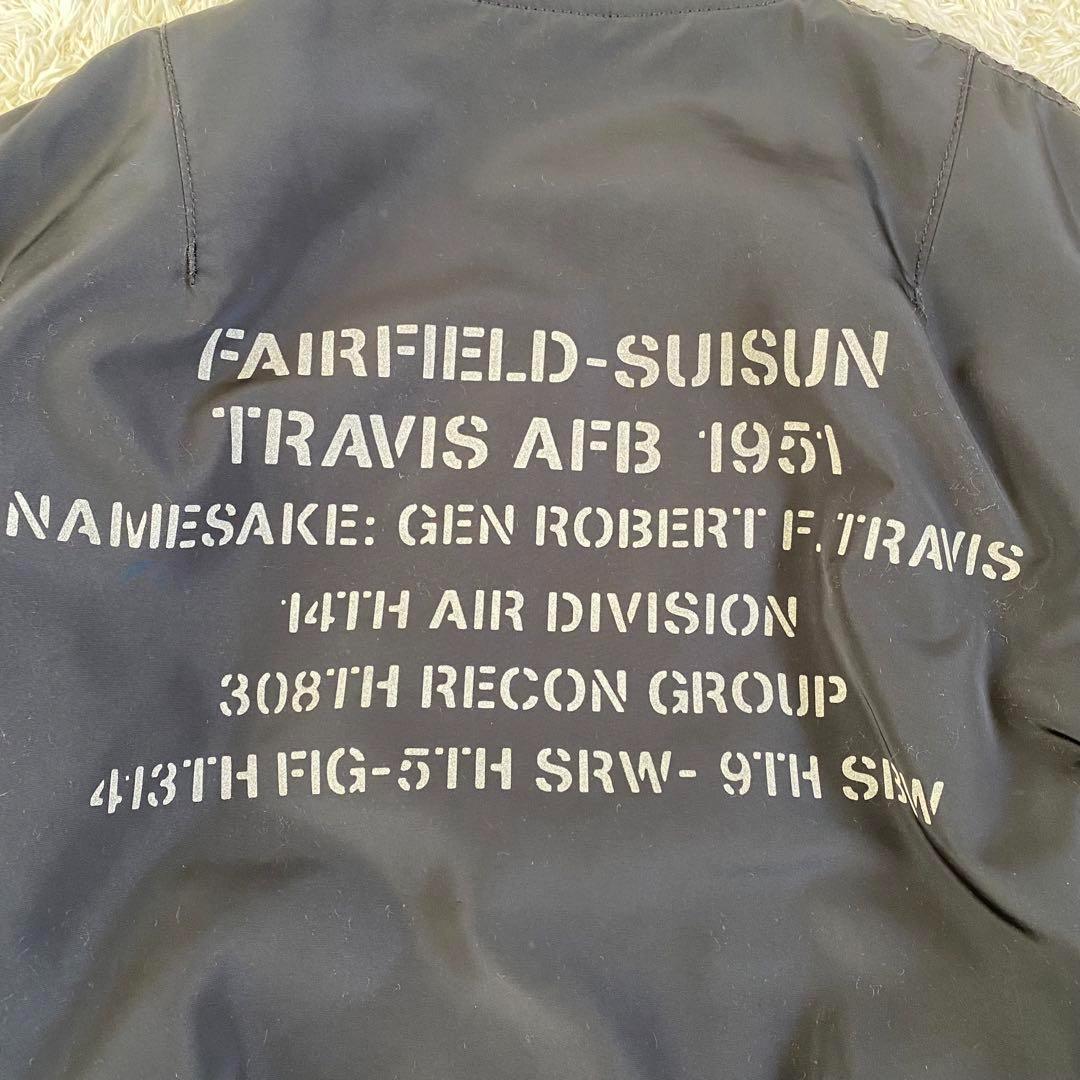 FAIRFIELD-SUISUN
TRAVIS AFB 1951
NAMESAKE: GEN ROBERT F. TRAVIS
14TH AIR DIVISION
308TH RECON GROUP
413TH FIG-5TH SRW- 9TH SBW